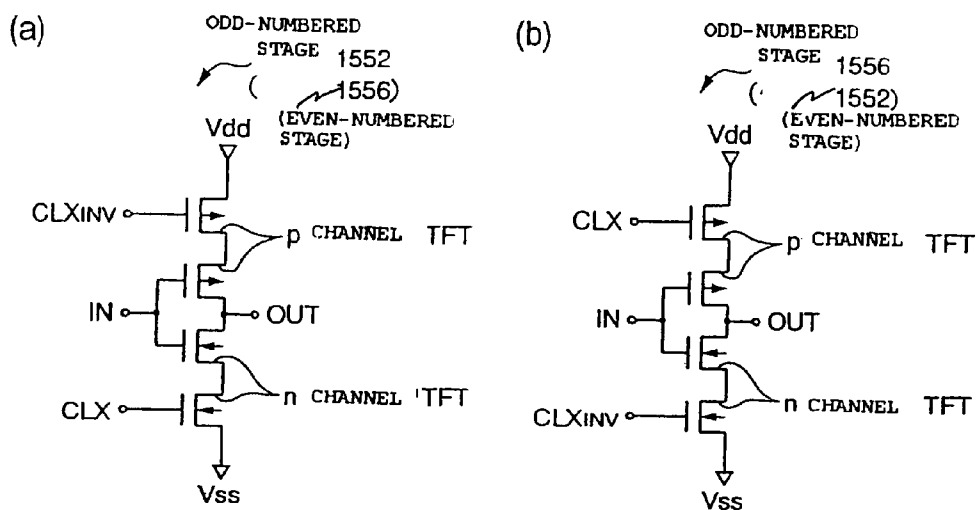 (a)
ODD-NUMBERED
STAGE 1552
( 1556)
(EVEN-NUMBERED
STAGE)
Vdd
CLXINV
p CHANNEL TFT
IN
OUT
n CHANNEL TFT
CLX
Vss
(b)
ODD-NUMBERED
STAGE 1556
( 1552)
(EVEN-NUMBERED
STAGE)
Vdd
CLX
p CHANNEL TFT
IN
OUT
n CHANNEL TFT
CLXINV
Vss